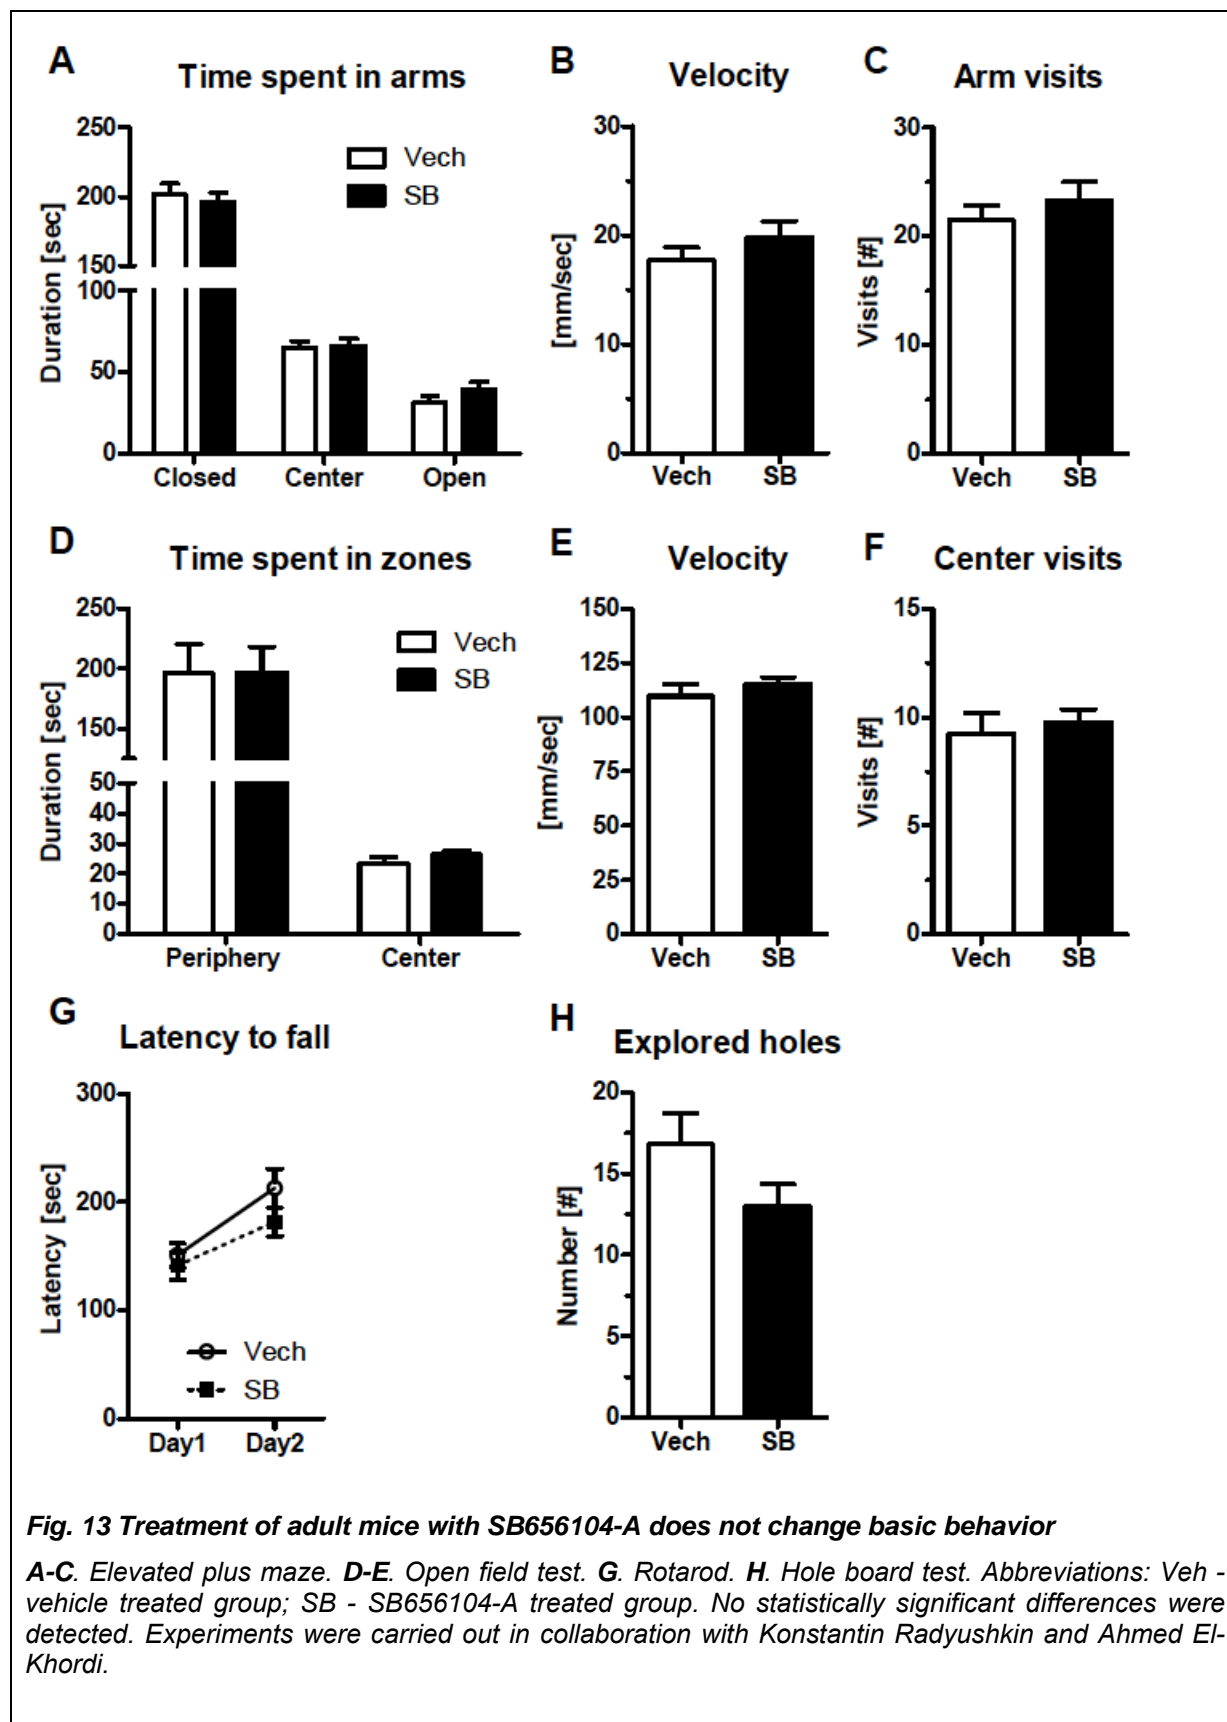 A
Time spent in arms
250
200
150
100
50
0
Duration [sec]
Vech
SB
Closed Center Open
B
Velocity
30
20
10
0
[mm/sec]
Vech SB
C
Arm visits
30
20
10
0
Visits [#]
Vech SB
D
Time spent in zones
250
200
150
50
40
30
20
10
0
Duration [sec]
Vech
SB
Periphery Center
E
Velocity
150
125
100
75
50
25
0
[mm/sec]
Vech SB
F
Center visits
15
10
5
0
Visits [#]
Vech SB
G
Latency to fall
300
200
100
0
Latency [sec]
Vech
SB
Day1 Day2
H
Explored holes
20
15
10
5
0
Number [#]
Vech SB
Fig. 13 Treatment of adult mice with SB656104-A does not change basic behavior
A-C. Elevated plus maze. D-E. Open field test. G. Rotarod. H. Hole board test. Abbreviations: Veh -
vehicle treated group; SB - SB656104-A treated group. No statistically significant differences were
detected. Experiments were carried out in collaboration with Konstantin Radyushkin and Ahmed El-
Khordi.